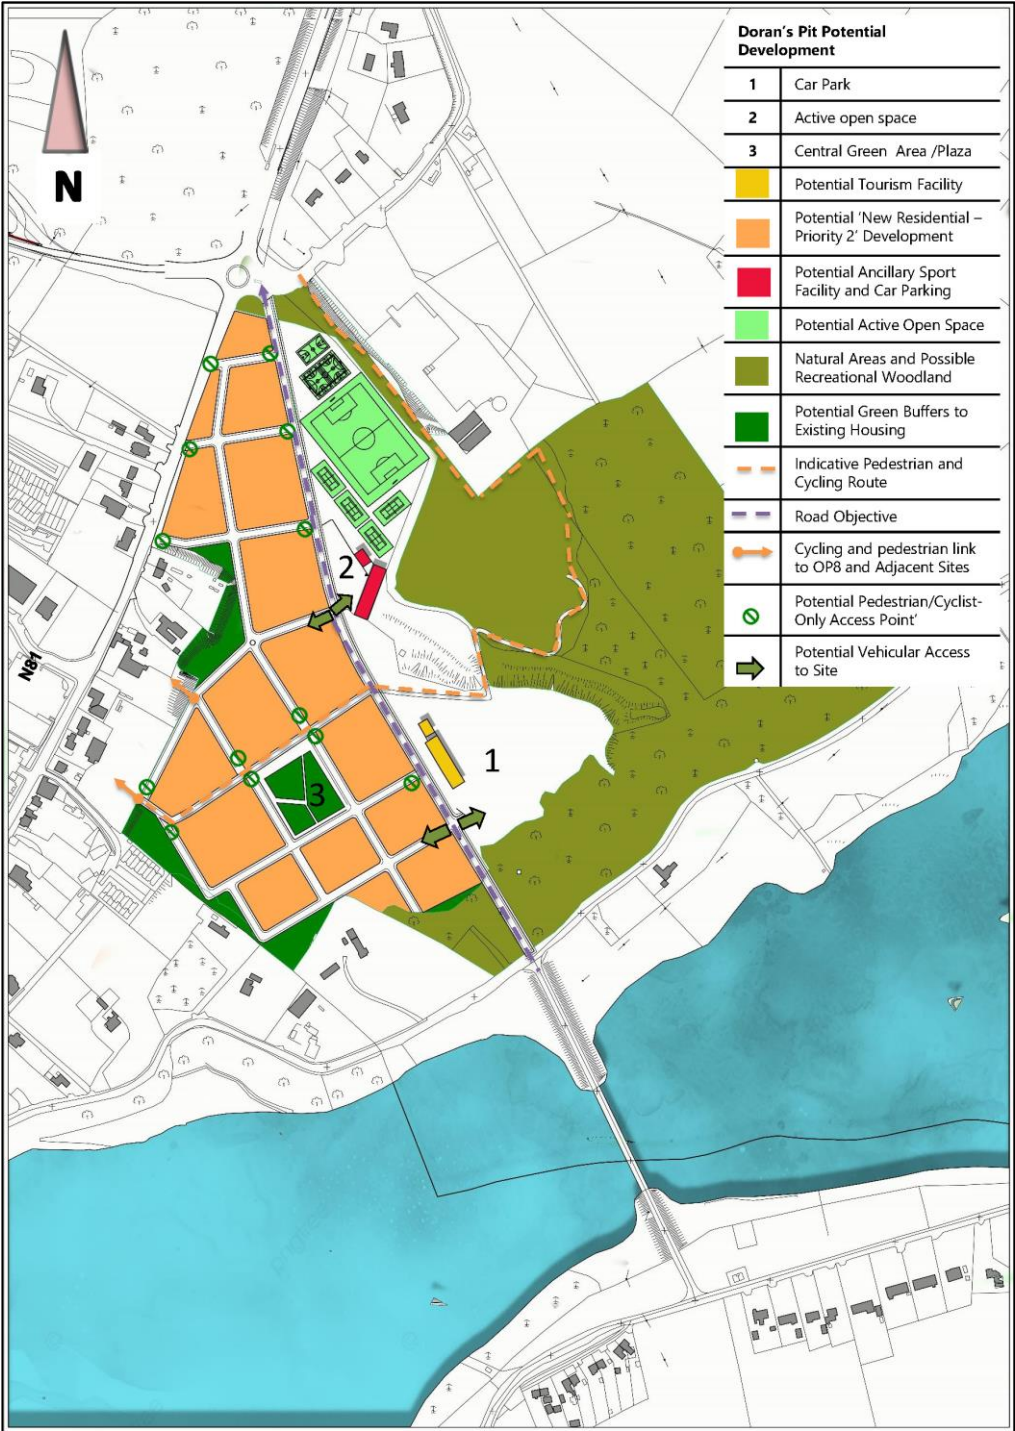 Doran's Pit Potential
Development
1 Car Park
2 Active open space
3 Central Green Area /Plaza
Potential Tourism Facility
Potential 'New Residential –
Priority 2' Development
Potential Ancillary Sport
Facility and Car Parking
Potential Active Open Space
Natural Areas and Possible
Recreational Woodland
Potential Green Buffers to
Existing Housing
Indicative Pedestrian and
Cycling Route
Road Objective
Cycling and pedestrian link
to OP8 and Adjacent Sites
Potential Pedestrian/Cyclist-
Only Access Point'
Potential Vehicular Access
to Site
N
2
N81
1
3